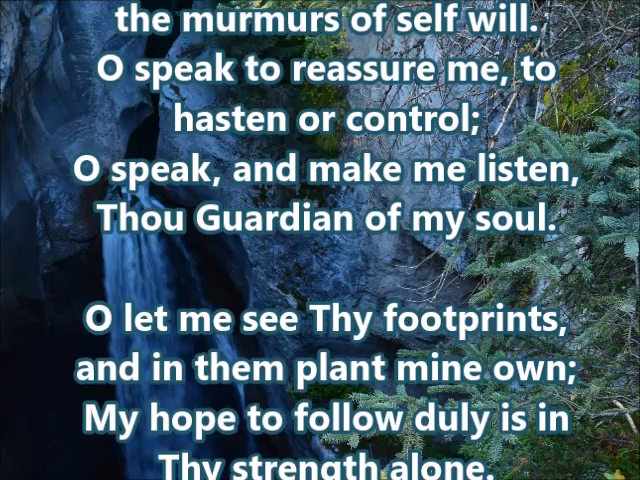 the murmurs of self will.
O speak to reassure me, to
hasten or control;
O speak, and make me listen,
Thou Guardian of my soul.
O let me see Thy footprints,
and in them plant mine own;
My hope to follow duly is in
Thy strength alone.